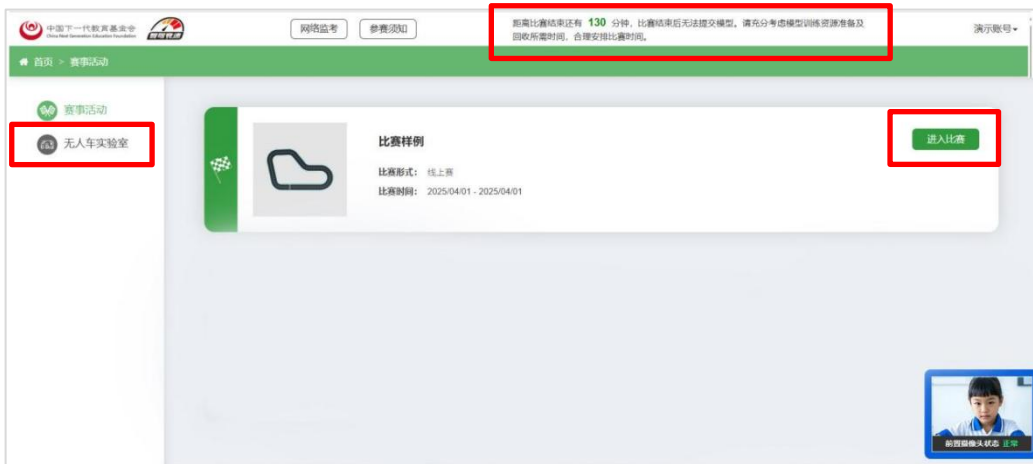 中国下一代教育基金会
China Next Generation Education Foundation
网络监考
参赛须知
距离比赛结束还有 130 分钟，比赛结束后无法提交模型。请充分考虑模型训练资源准备及
回收所需时间，合理安排比赛时间。
演示账号
首页 > 赛事活动
赛事活动
无人车实验室
比赛样例
进入比赛
比赛形式： 线上赛
比赛时间： 2025/04/01 - 2025/04/01
前置摄像头状态 正常